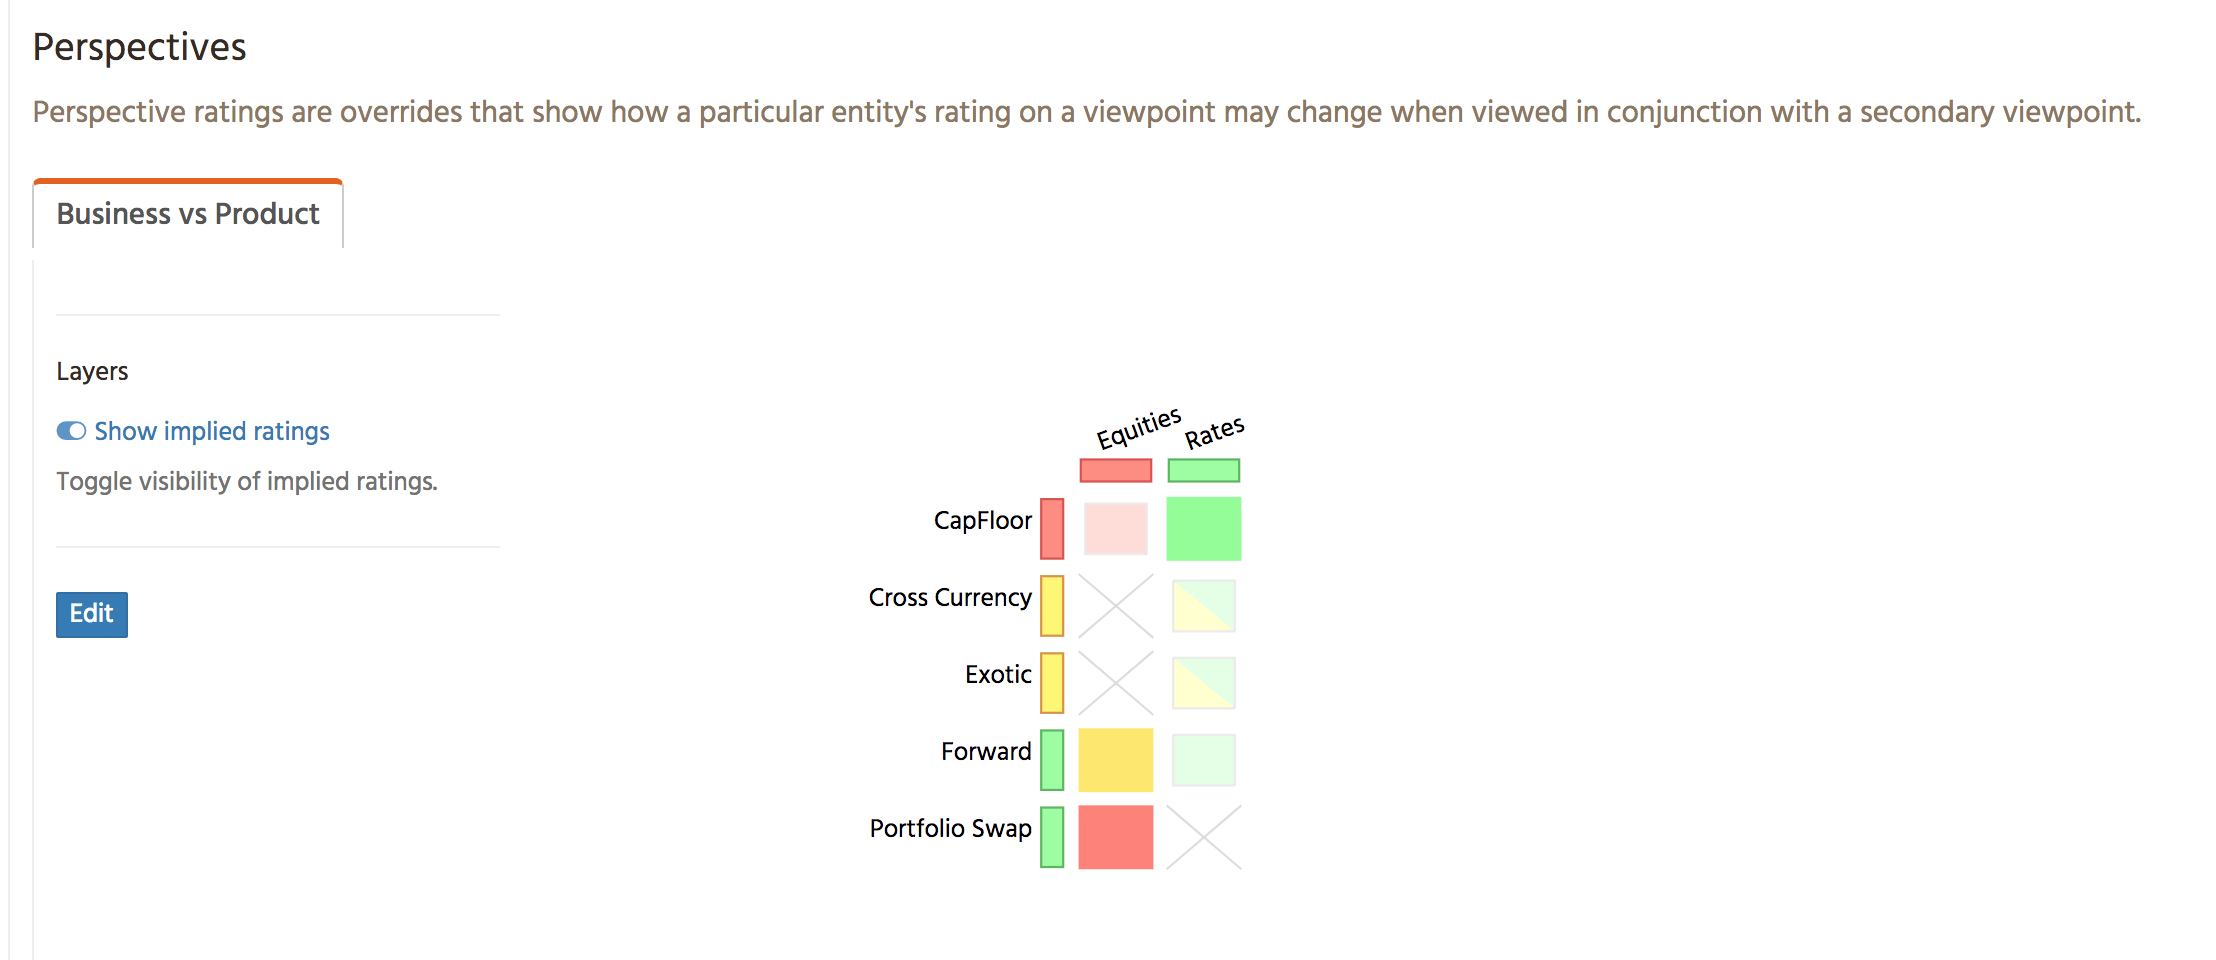 Perspectives
Perspective ratings are overrides that show how a particular entity's rating on a viewpoint may change when viewed in conjunction with a secondary viewpoint.
Business vs Product
Layers
Show implied ratings
Toggle visibility of implied ratings.
Edit
Equities
Rates
CapFloor
Cross Currency
Exotic
Forward
Portfolio Swap